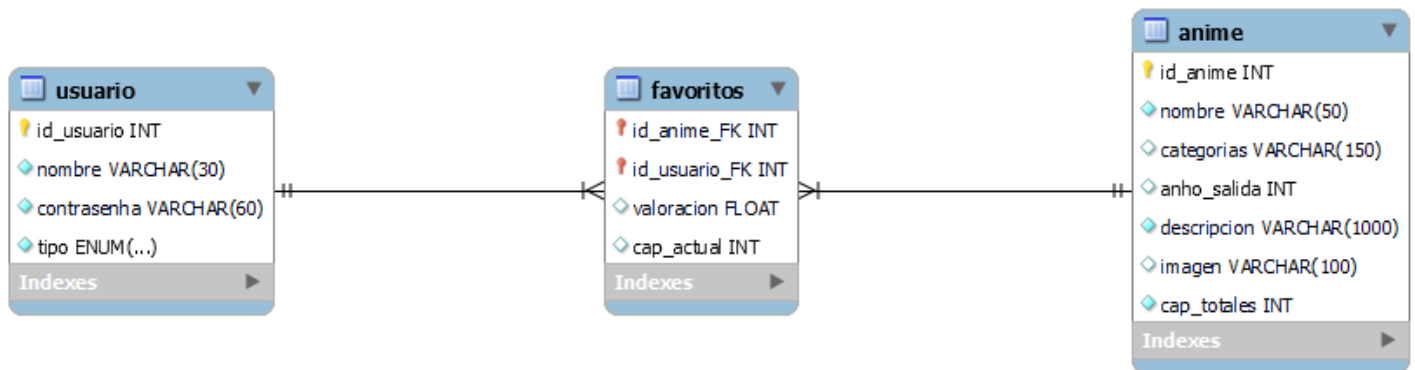 usuario
id_usuario INT
nombre VARCHAR(30)
contrasenha VARCHAR(60)
tipo ENUM(...)
Indexes
favoritos
id_anime_FK INT
id_usuario_FK INT
valoracion FLOAT
cap_actual INT
Indexes
anime
id_anime INT
nombre VARCHAR(50)
categorias VARCHAR(150)
anho_salida INT
descripcion VARCHAR(1000)
imagen VARCHAR(100)
cap_totales INT
Indexes